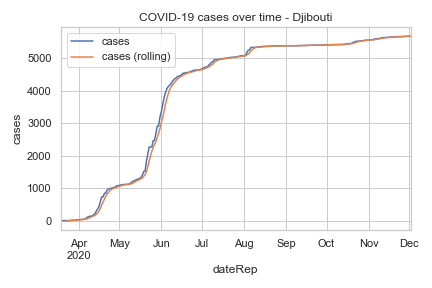 COVID-19 cases over time - Djibouti
cases
cases (rolling)
5000
4000
3000
2000
1000
0
cases
Apr May Jun Jul Aug Sep Oct Nov Dec
2020
dateRep